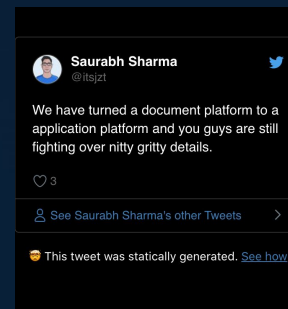 Saurabh Sharma
@itsjzt
We have turned a document platform to a
application platform and you guys are still
fighting over nitty gritty details.
3
See Saurabh Sharma's other Tweets
🤯 This tweet was statically generated. See how